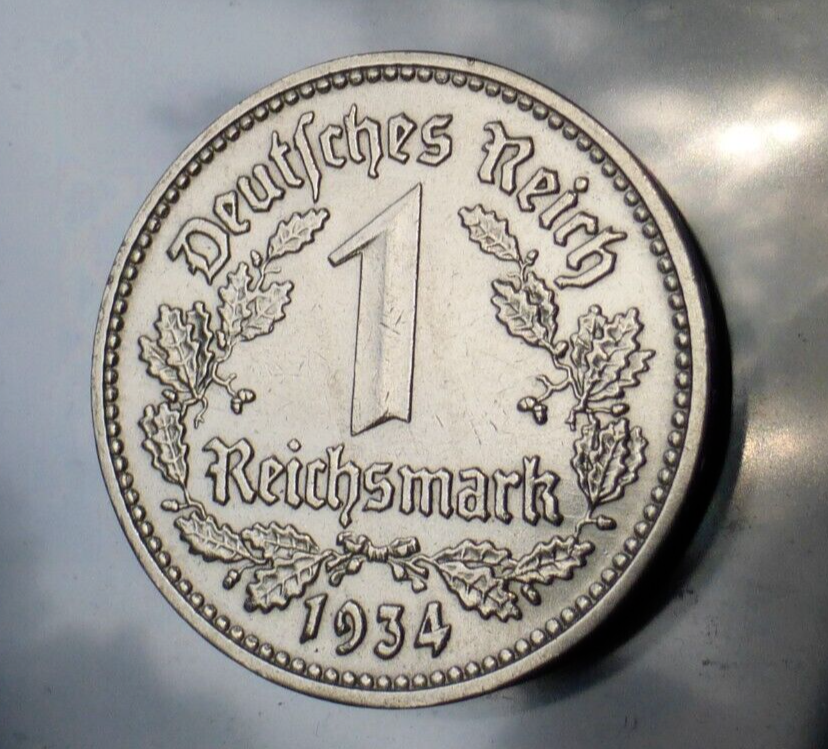 Deutſches Reich
1
Reichsmark
1934